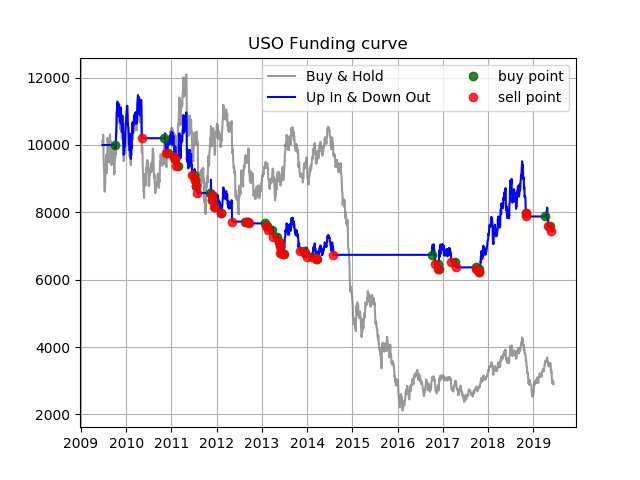 USO Funding curve
Buy & Hold
Up In & Down Out
buy point
sell point
12000
10000
8000
6000
4000
2000
2009 2010 2011 2012 2013 2014 2015 2016 2017 2018 2019